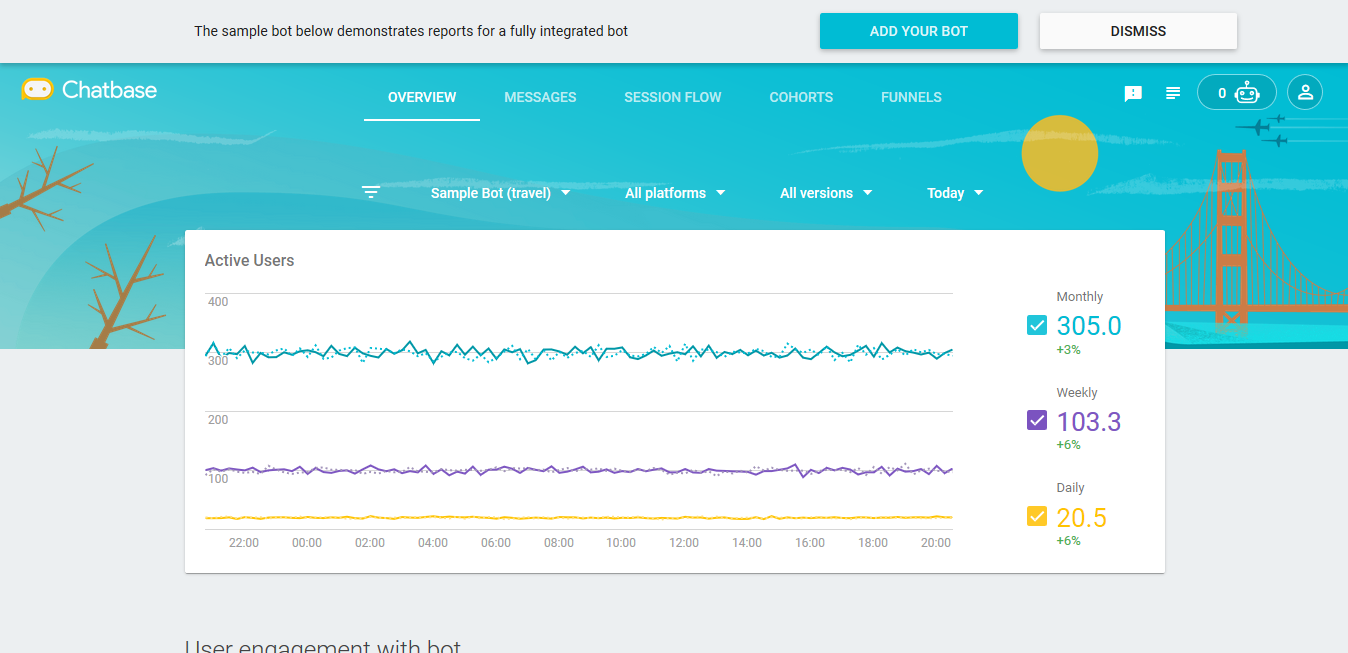 The sample bot below demonstrates reports for a fully integrated bot
ADD YOUR BOT
DISMISS
Chatbase
OVERVIEW
MESSAGES
SESSION FLOW
COHORTS
FUNNELS
0
Sample Bot (travel)
All platforms
All versions
Today
Active Users
400
300
200
100
22:00 00:00 02:00 04:00 06:00 08:00 10:00 12:00 14:00 16:00 18:00 20:00
Monthly
305.0
+3%
Weekly
103.3
+6%
Daily
20.5
+6%
User engagement with bot